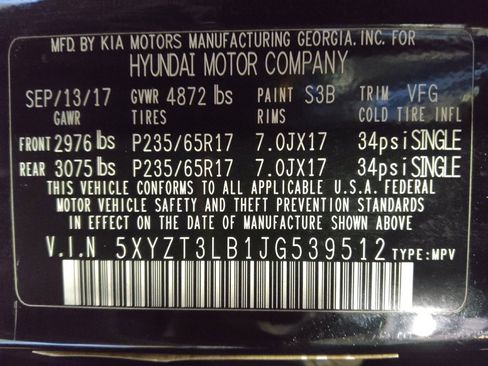 MFD. BY KIA MOTORS MANUFACTURING GEORGIA. INC. FOR
HYUNDAI MOTOR COMPANY
SEP/13/17 GVWR 4872 lbs PAINT S3B TRIM VFG
GAWR TIRES RIMS COLD TIRE INFL
FRONT 2976 lbs P235/65R17 7.0JX17 34psi SINGLE
REAR 3075 lbs P235/65R17 7.0JX17 34psi SINGLE
THIS VEHICLE CONFORMS TO ALL APPLICABLE U.S.A. FEDERAL
MOTOR VEHICLE SAFETY AND THEFT PREVENTION STANDARDS
IN EFFECT ON THE DATE OF MANUFACTURE SHOWN ABOVE.
V.I.N 5XYZT3LB1JG539512 TYPE:MPV